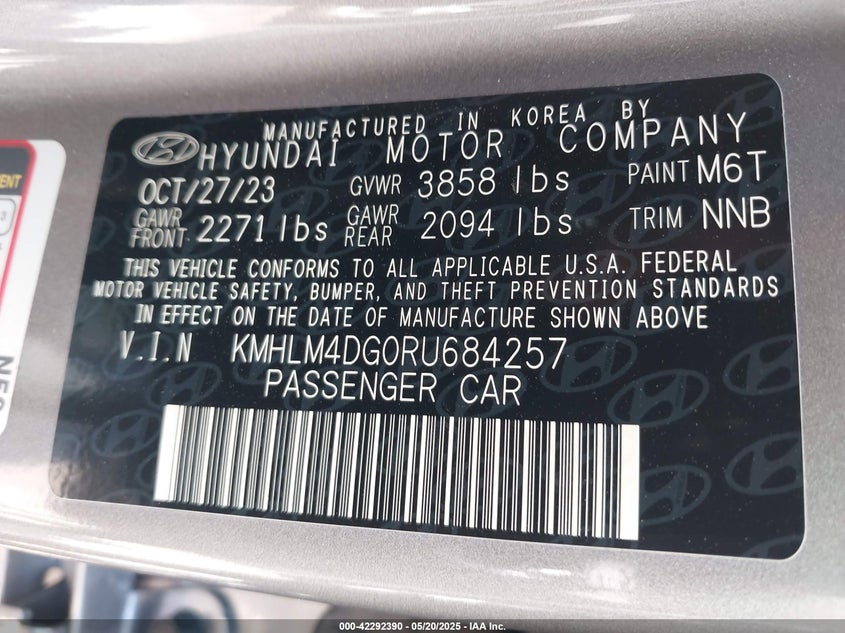 MANUFACTURED IN KOREA BY
HYUNDAI MOTOR COMPANY
OCT/27/23 GVWR 3858 lbs PAINT M6T
GAWR FRONT 2271 lbs GAWR REAR 2094 lbs TRIM NNB
THIS VEHICLE CONFORMS TO ALL APPLICABLE U.S.A. FEDERAL
MOTOR VEHICLE SAFETY, BUMPER, AND THEFT PREVENTION STANDARDS
IN EFFECT ON THE DATE OF MANUFACTURE SHOWN ABOVE
V.I.N KMHLM4DG0RU684257
PASSENGER CAR
000-42292390 - 05/20/2025 - IAA Inc.